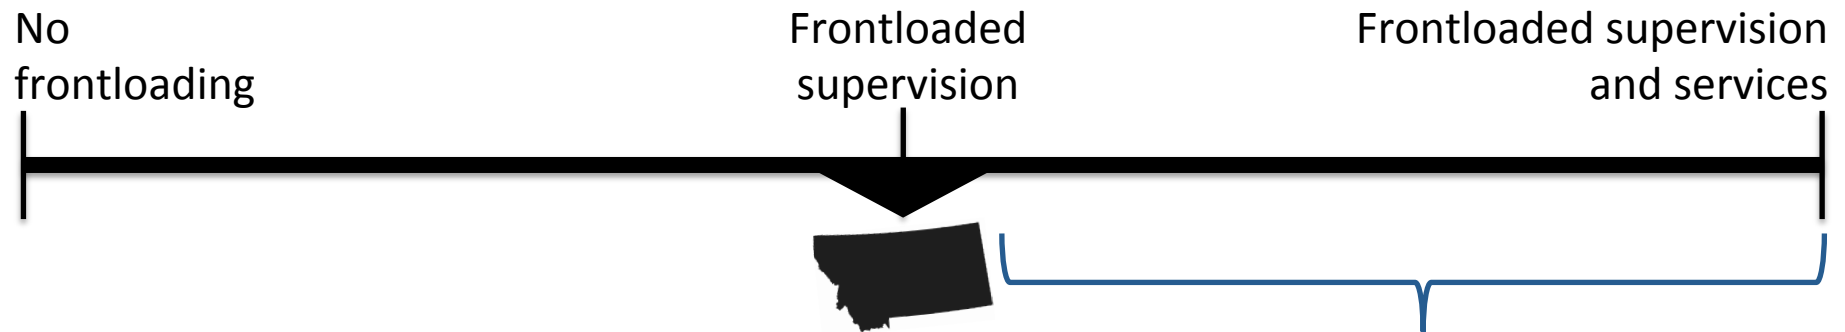 No
frontloading
Frontloaded
supervision
Frontloaded supervision
and services